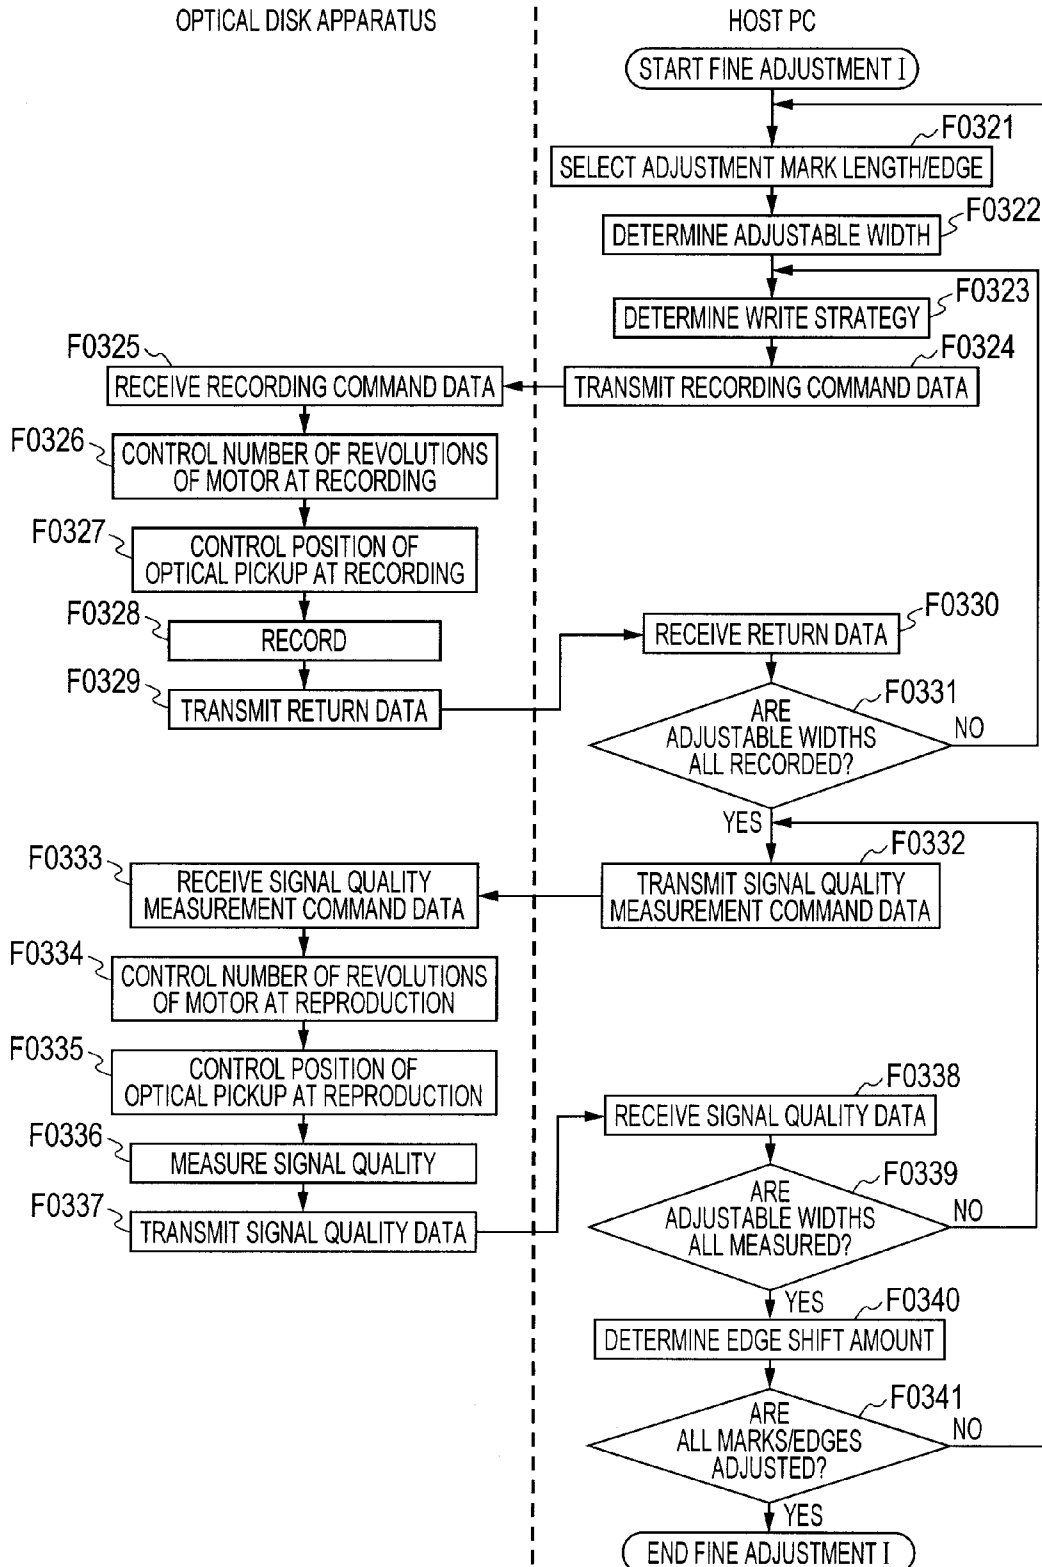 OPTICAL DISK APPARATUS
HOST PC
START FINE ADJUSTMENT I
F0321
SELECT ADJUSTMENT MARK LENGTH/EDGE
F0322
DETERMINE ADJUSTABLE WIDTH
F0323
DETERMINE WRITE STRATEGY
F0324
TRANSMIT RECORDING COMMAND DATA
F0325
RECEIVE RECORDING COMMAND DATA
F0326
CONTROL NUMBER OF REVOLUTIONS
OF MOTOR AT RECORDING
F0327
CONTROL POSITION OF
OPTICAL PICKUP AT RECORDING
F0328
RECORD
F0329
TRANSMIT RETURN DATA
F0330
RECEIVE RETURN DATA
F0331
ARE
ADJUSTABLE WIDTHS
ALL RECORDED?
NO
YES
F0332
TRANSMIT SIGNAL QUALITY
MEASUREMENT COMMAND DATA
F0333
RECEIVE SIGNAL QUALITY
MEASUREMENT COMMAND DATA
F0334
CONTROL NUMBER OF REVOLUTIONS
OF MOTOR AT REPRODUCTION
F0335
CONTROL POSITION OF
OPTICAL PICKUP AT REPRODUCTION
F0336
MEASURE SIGNAL QUALITY
F0337
TRANSMIT SIGNAL QUALITY DATA
F0338
RECEIVE SIGNAL QUALITY DATA
F0339
ARE
ADJUSTABLE WIDTHS
ALL MEASURED?
NO
YES
F0340
DETERMINE EDGE SHIFT AMOUNT
F0341
ARE
ALL MARKS/EDGES
ADJUSTED?
NO
YES
END FINE ADJUSTMENT I